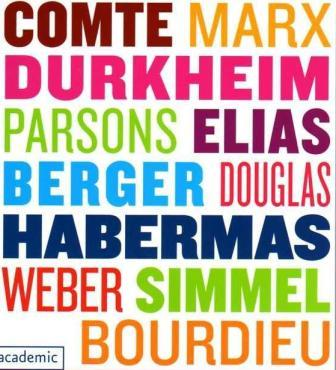 COMTE MARX
DURKHEIM
PARSONS ELIAS
BERGER DOUGLAS
HABERMAS
WEBER SIMMEL
BOURDIEU
academic